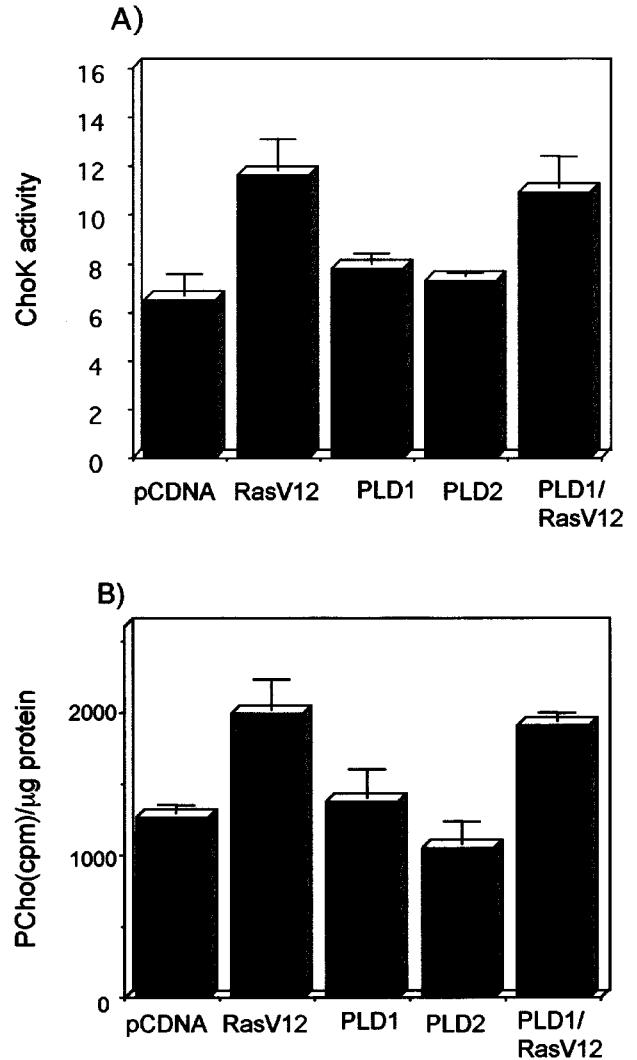 A)
16
14
12
10
8
6
4
2
0
ChoK activity
pCDNA RasV12 PLD1 PLD2 PLD1/
RasV12
B)
2000
1000
0
PCho(cpm)/µg protein
pCDNA RasV12 PLD1 PLD2 PLD1/
RasV12